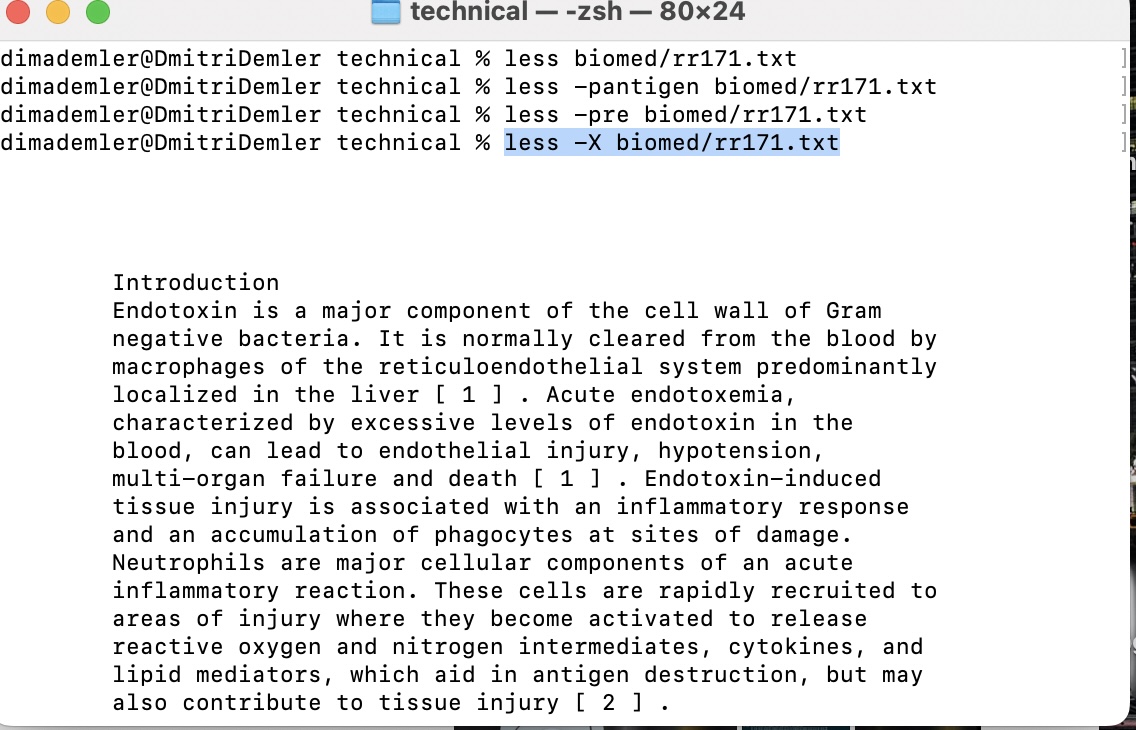 technical — -zsh — 80×24
dimademler@DmitriDemler technical % less biomed/rr171.txt ]
dimademler@DmitriDemler technical % less -pantigen biomed/rr171.txt ]
dimademler@DmitriDemler technical % less -pre biomed/rr171.txt ]
dimademler@DmitriDemler technical % less -X biomed/rr171.txt ]
Introduction
Endotoxin is a major component of the cell wall of Gram
negative bacteria. It is normally cleared from the blood by
macrophages of the reticuloendothelial system predominantly
localized in the liver [ 1 ] . Acute endotoxemia,
characterized by excessive levels of endotoxin in the
blood, can lead to endothelial injury, hypotension,
multi-organ failure and death [ 1 ] . Endotoxin-induced
tissue injury is associated with an inflammatory response
and an accumulation of phagocytes at sites of damage.
Neutrophils are major cellular components of an acute
inflammatory reaction. These cells are rapidly recruited to
areas of injury where they become activated to release
reactive oxygen and nitrogen intermediates, cytokines, and
lipid mediators, which aid in antigen destruction, but may
also contribute to tissue injury [ 2 ] .